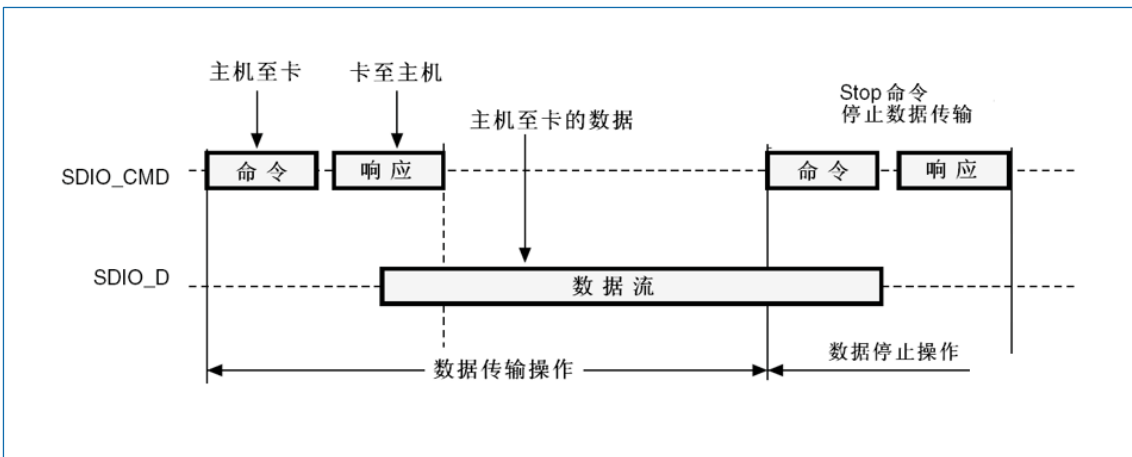 主机至卡
卡至主机
主机至卡的数据
Stop 命令
停止数据传输
SDIO_CMD
命令
响应
命令
响应
SDIO_D
数据流
数据传输操作
数据停止操作